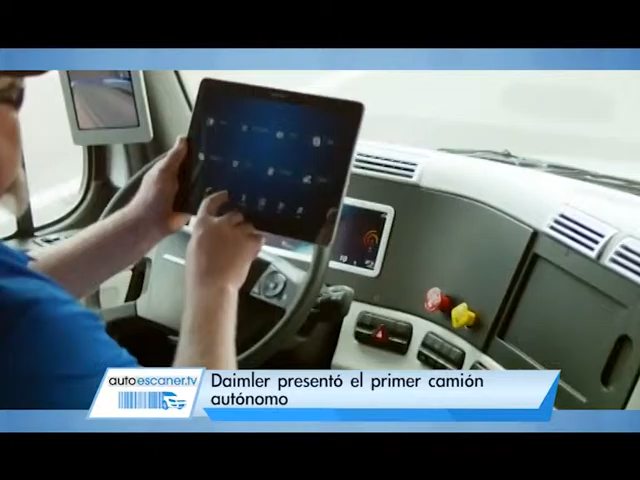 autoescaner.tv
Daimler presentó el primer camión
autónomo